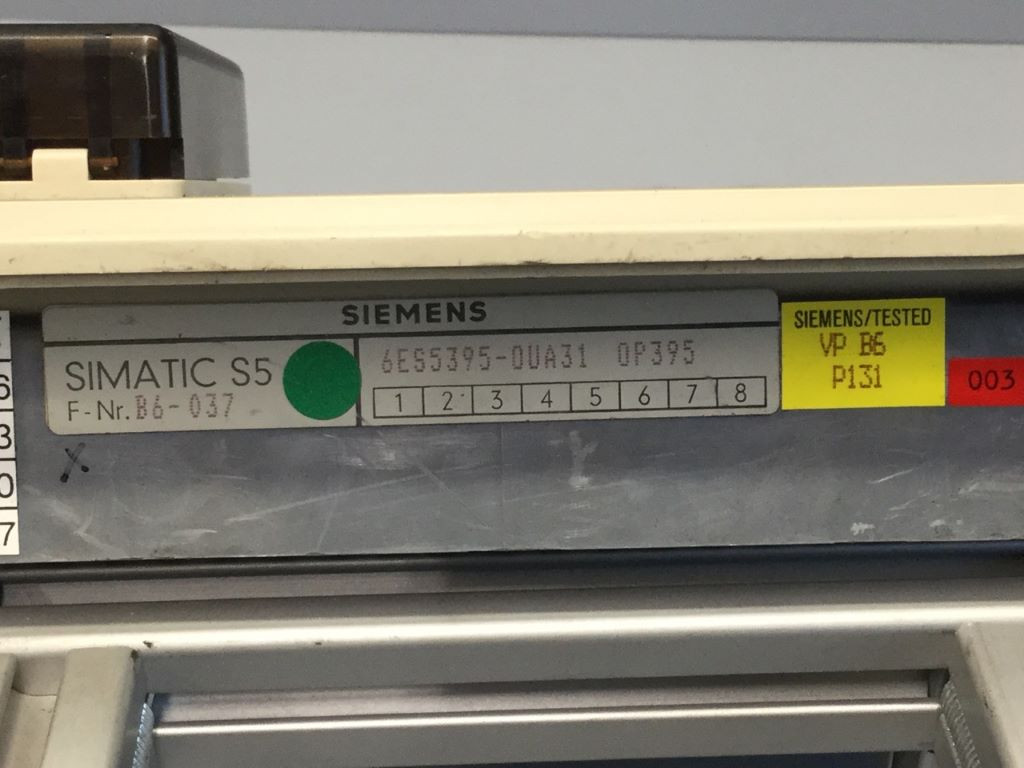 SIEMENS
SIMATIC S5
F-Nr. B6-037
6ES5395-0UA31 OP395
1 2 3 4 5 6 7 8
SIEMENS/TESTED
VP B6
P131
003
6
3
0
7
X